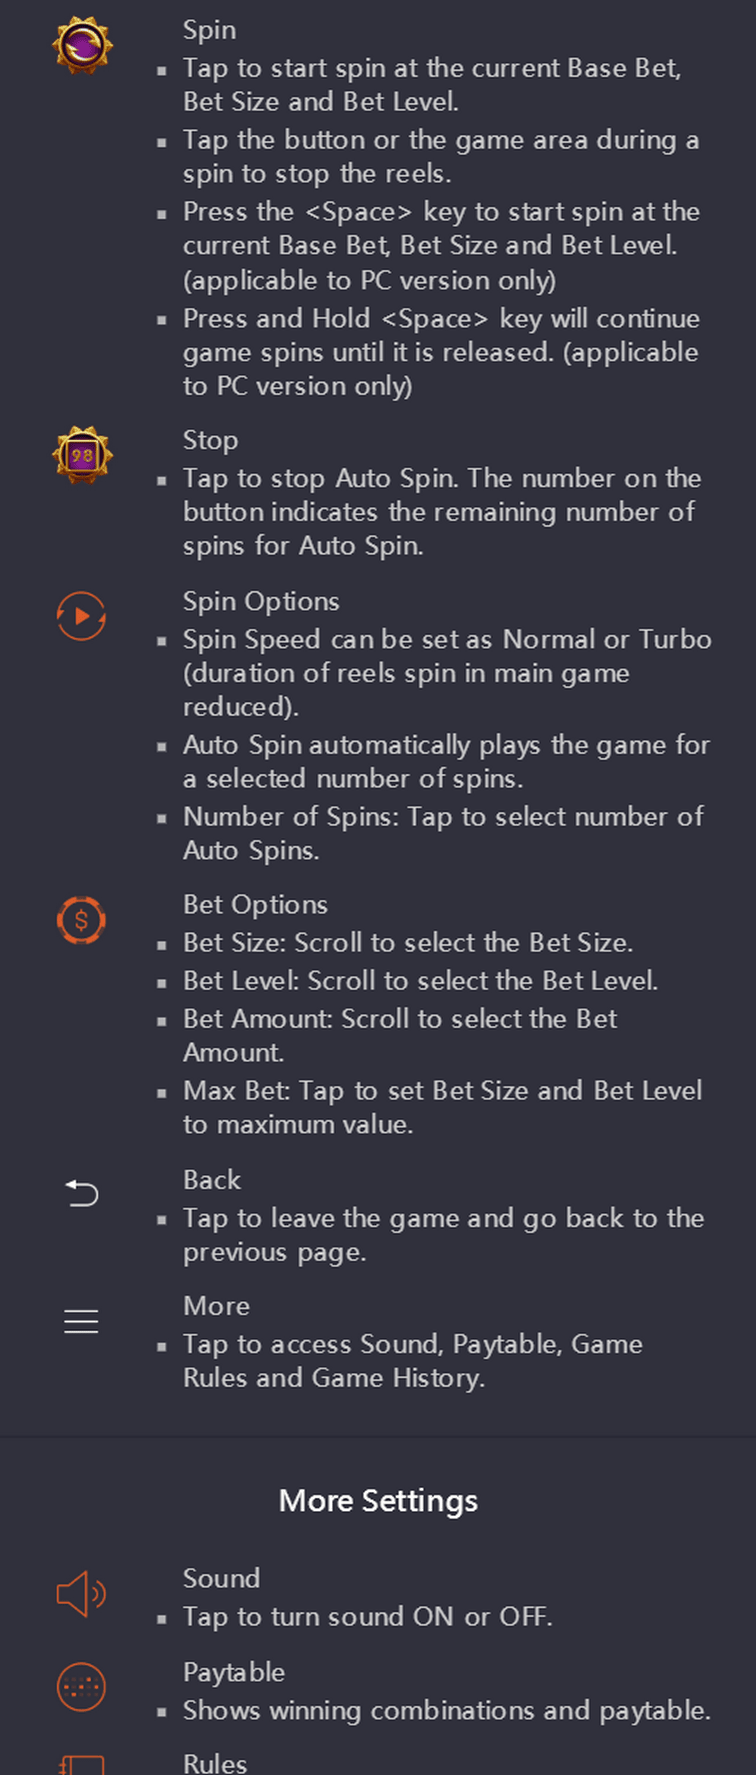 Spin
▪ Tap to start spin at the current Base Bet,
Bet Size and Bet Level.
▪ Tap the button or the game area during a
spin to stop the reels.
▪ Press the <Space> key to start spin at the
current Base Bet, Bet Size and Bet Level.
(applicable to PC version only)
▪ Press and Hold <Space> key will continue
game spins until it is released. (applicable
to PC version only)
98
Stop
▪ Tap to stop Auto Spin. The number on the
button indicates the remaining number of
spins for Auto Spin.
Spin Options
▪ Spin Speed can be set as Normal or Turbo
(duration of reels spin in main game
reduced).
▪ Auto Spin automatically plays the game for
a selected number of spins.
▪ Number of Spins: Tap to select number of
Auto Spins.
$
Bet Options
▪ Bet Size: Scroll to select the Bet Size.
▪ Bet Level: Scroll to select the Bet Level.
▪ Bet Amount: Scroll to select the Bet
Amount.
▪ Max Bet: Tap to set Bet Size and Bet Level
to maximum value.
Back
▪ Tap to leave the game and go back to the
previous page.
More
▪ Tap to access Sound, Paytable, Game
Rules and Game History.
More Settings
Sound
▪ Tap to turn sound ON or OFF.
Paytable
▪ Shows winning combinations and paytable.
Rules